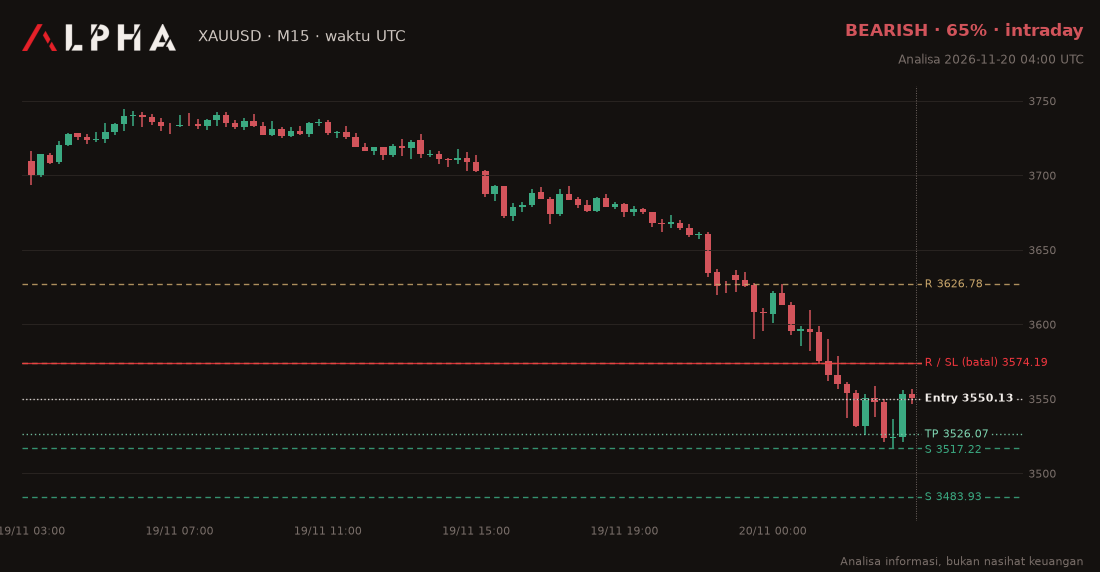 ALPHA
XAUUSD · M15 · waktu UTC
BEARISH · 65% · intraday
Analisa 2026-11-20 04:00 UTC
3750
3700
3650
R 3626.78
3600
R / SL (batal) 3574.19
Entry 3550.13
3550
TP 3526.07
S 3517.22
3500
S 3483.93
19/11 03:00
19/11 07:00
19/11 11:00
19/11 15:00
19/11 19:00
20/11 00:00
Analisa informasi, bukan nasihat keuangan